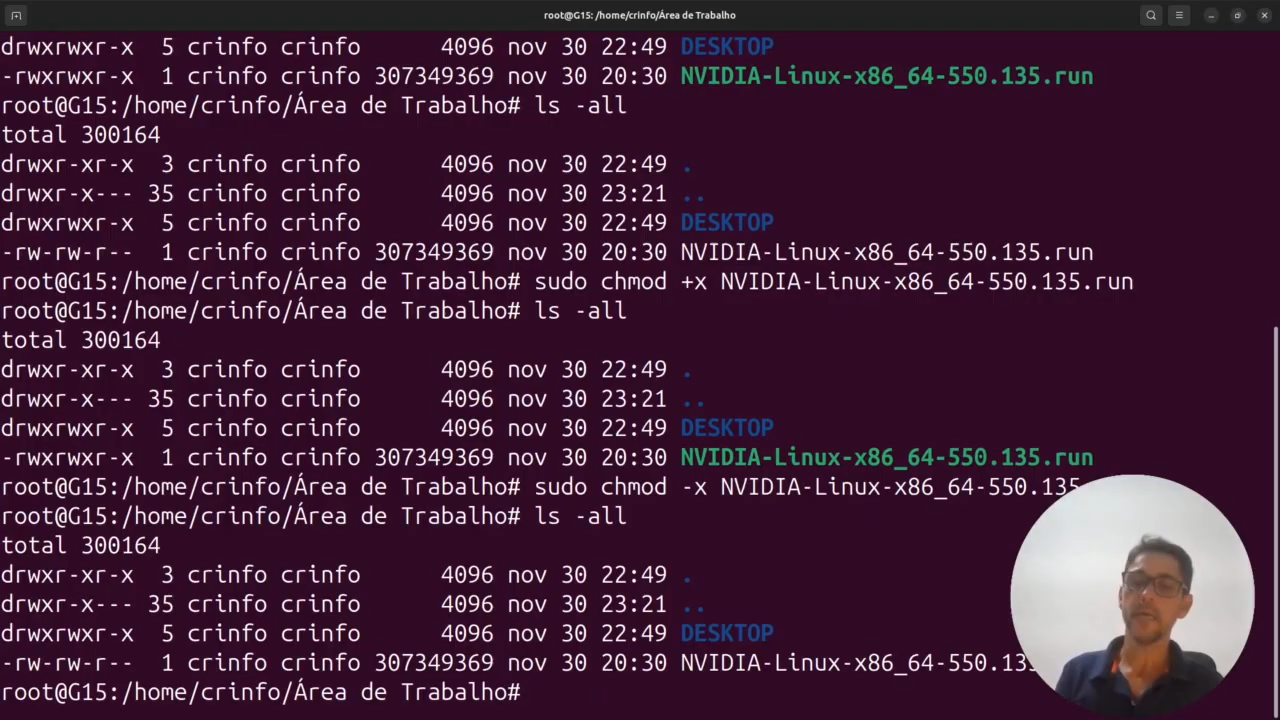 root@G15: /home/crinfo/Área de Trabalho
drwxrwxr-x  5 crinfo crinfo      4096 nov 30 22:49 DESKTOP
-rwxrwxr-x  1 crinfo crinfo 307349369 nov 30 20:30 NVIDIA-Linux-x86_64-550.135.run
root@G15:/home/crinfo/Área de Trabalho# ls -all
total 300164
drwxr-xr-x  3 crinfo crinfo      4096 nov 30 22:49 .
drwxr-x--- 35 crinfo crinfo      4096 nov 30 23:21 ..
drwxrwxr-x  5 crinfo crinfo      4096 nov 30 22:49 DESKTOP
-rw-rw-r--  1 crinfo crinfo 307349369 nov 30 20:30 NVIDIA-Linux-x86_64-550.135.run
root@G15:/home/crinfo/Área de Trabalho# sudo chmod +x NVIDIA-Linux-x86_64-550.135.run
root@G15:/home/crinfo/Área de Trabalho# ls -all
total 300164
drwxr-xr-x  3 crinfo crinfo      4096 nov 30 22:49 .
drwxr-x--- 35 crinfo crinfo      4096 nov 30 23:21 ..
drwxrwxr-x  5 crinfo crinfo      4096 nov 30 22:49 DESKTOP
-rwxrwxr-x  1 crinfo crinfo 307349369 nov 30 20:30 NVIDIA-Linux-x86_64-550.135.run
root@G15:/home/crinfo/Área de Trabalho# sudo chmod -x NVIDIA-Linux-x86_64-550.135
root@G15:/home/crinfo/Área de Trabalho# ls -all
total 300164
drwxr-xr-x  3 crinfo crinfo      4096 nov 30 22:49 .
drwxr-x--- 35 crinfo crinfo      4096 nov 30 23:21 ..
drwxrwxr-x  5 crinfo crinfo      4096 nov 30 22:49 DESKTOP
-rw-rw-r--  1 crinfo crinfo 307349369 nov 30 20:30 NVIDIA-Linux-x86_64-550.13
root@G15:/home/crinfo/Área de Trabalho#